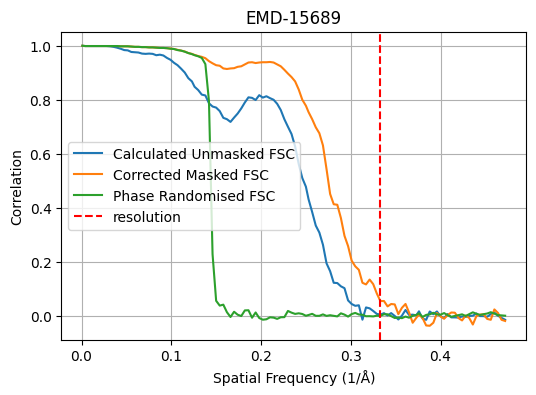 EMD-15689
1.0
0.8
0.6
0.4
0.2
0.0
Correlation
Calculated Unmasked FSC
Corrected Masked FSC
Phase Randomised FSC
resolution
0.0 0.1 0.2 0.3 0.4
Spatial Frequency (1/Å)